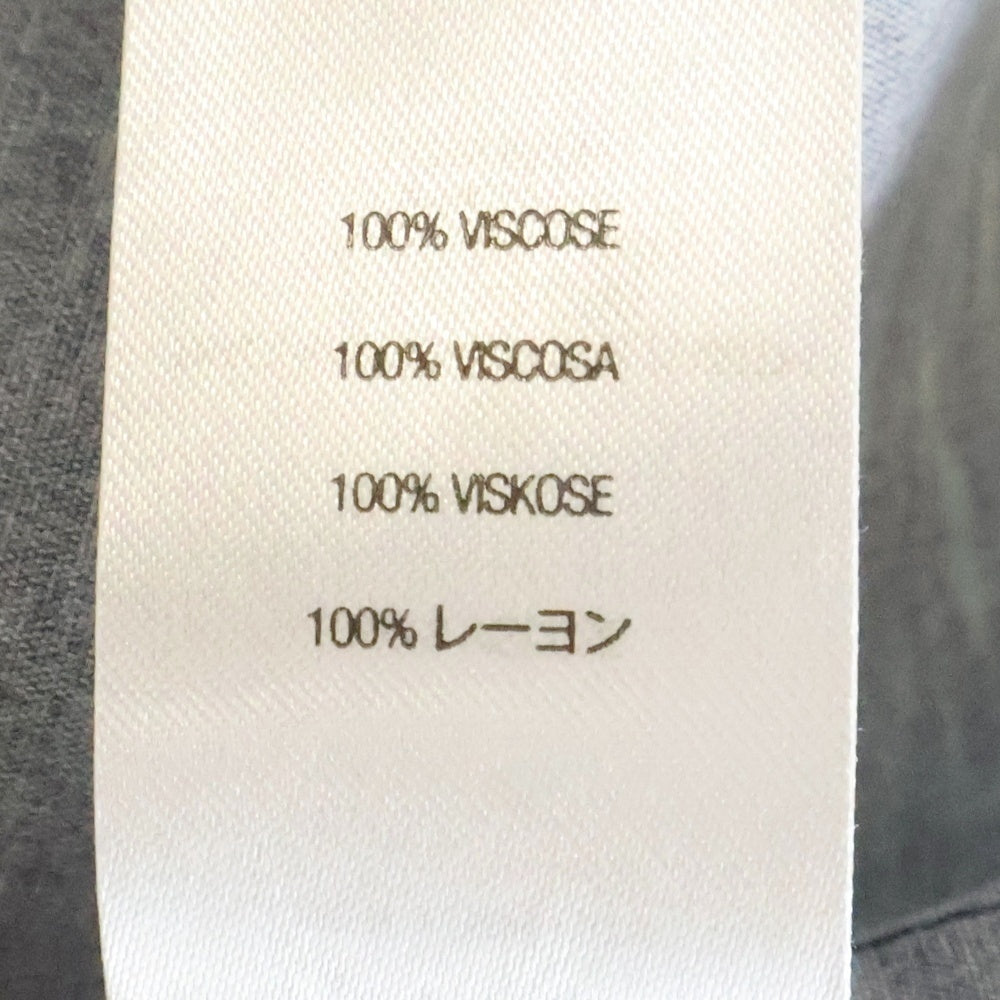 100% VISCOSE
100% VISCOSA
100% VISKOSE
100% レーヨン